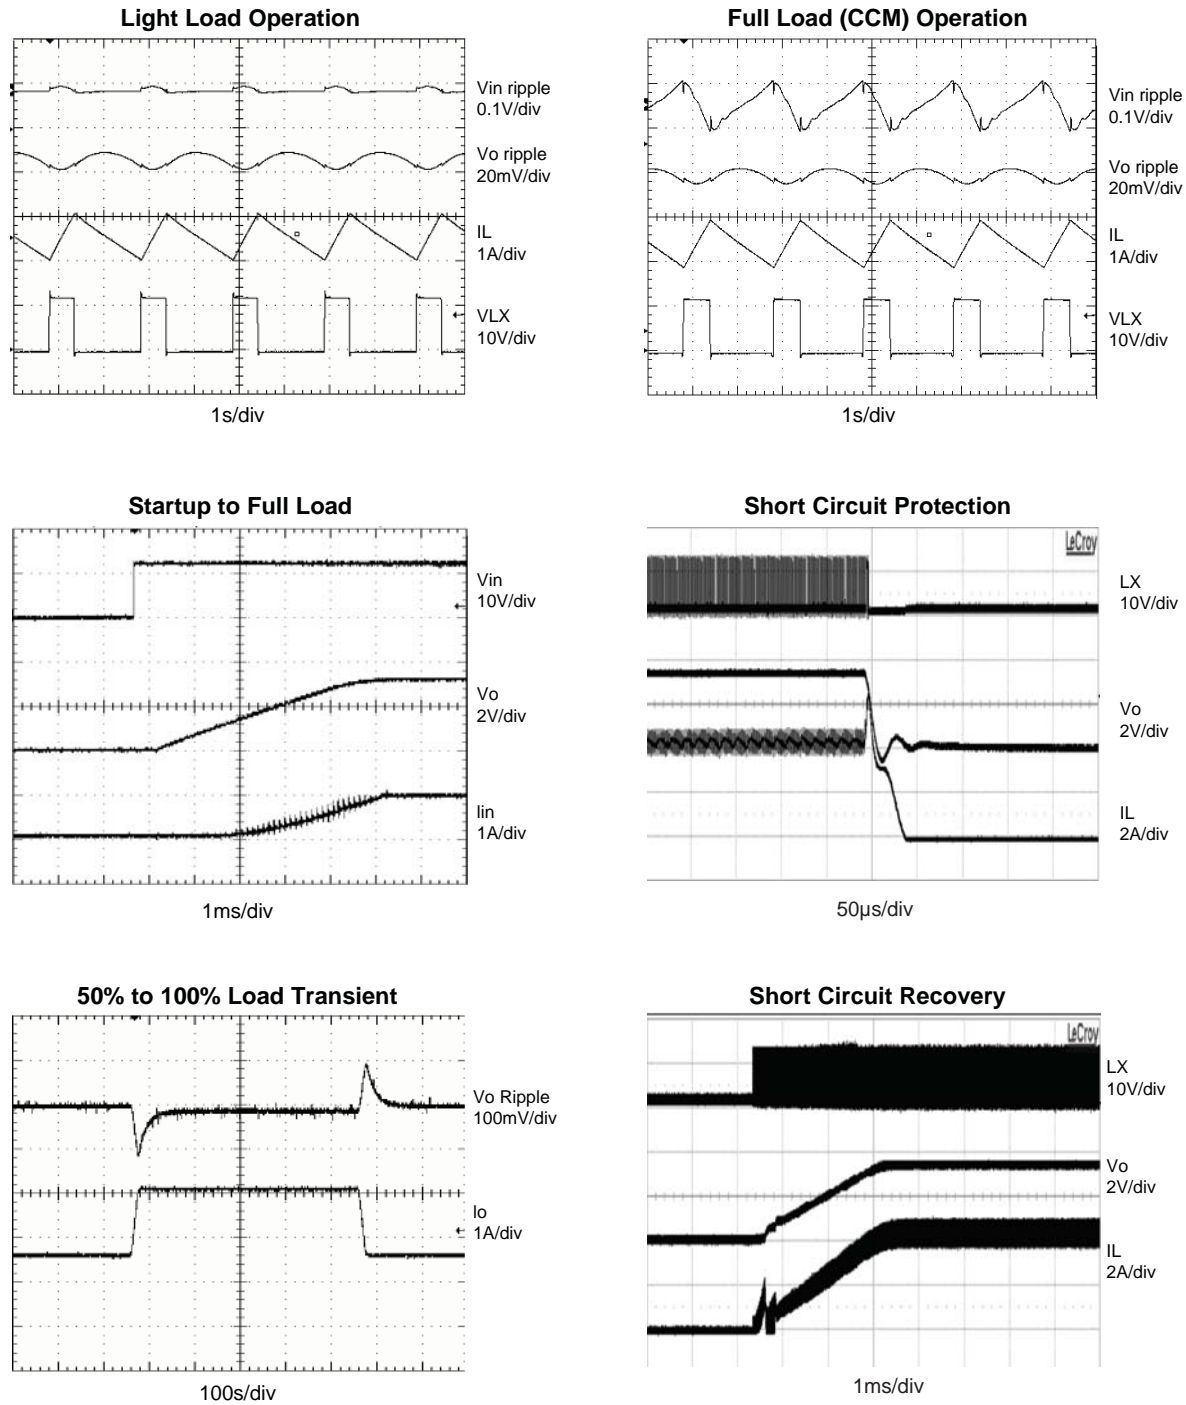 Light Load Operation
Vin ripple
0.1V/div
Vo ripple
20mV/div
IL
1A/div
VLX
10V/div
1s/div
Full Load (CCM) Operation
Vin ripple
0.1V/div
Vo ripple
20mV/div
IL
1A/div
VLX
10V/div
1s/div
Startup to Full Load
Vin
10V/div
Vo
2V/div
Iin
1A/div
1ms/div
Short Circuit Protection
LeCroy
LX
10V/div
Vo
2V/div
IL
2A/div
50µs/div
50% to 100% Load Transient
Vo Ripple
100mV/div
Io
1A/div
100s/div
Short Circuit Recovery
LeCroy
LX
10V/div
Vo
2V/div
IL
2A/div
1ms/div